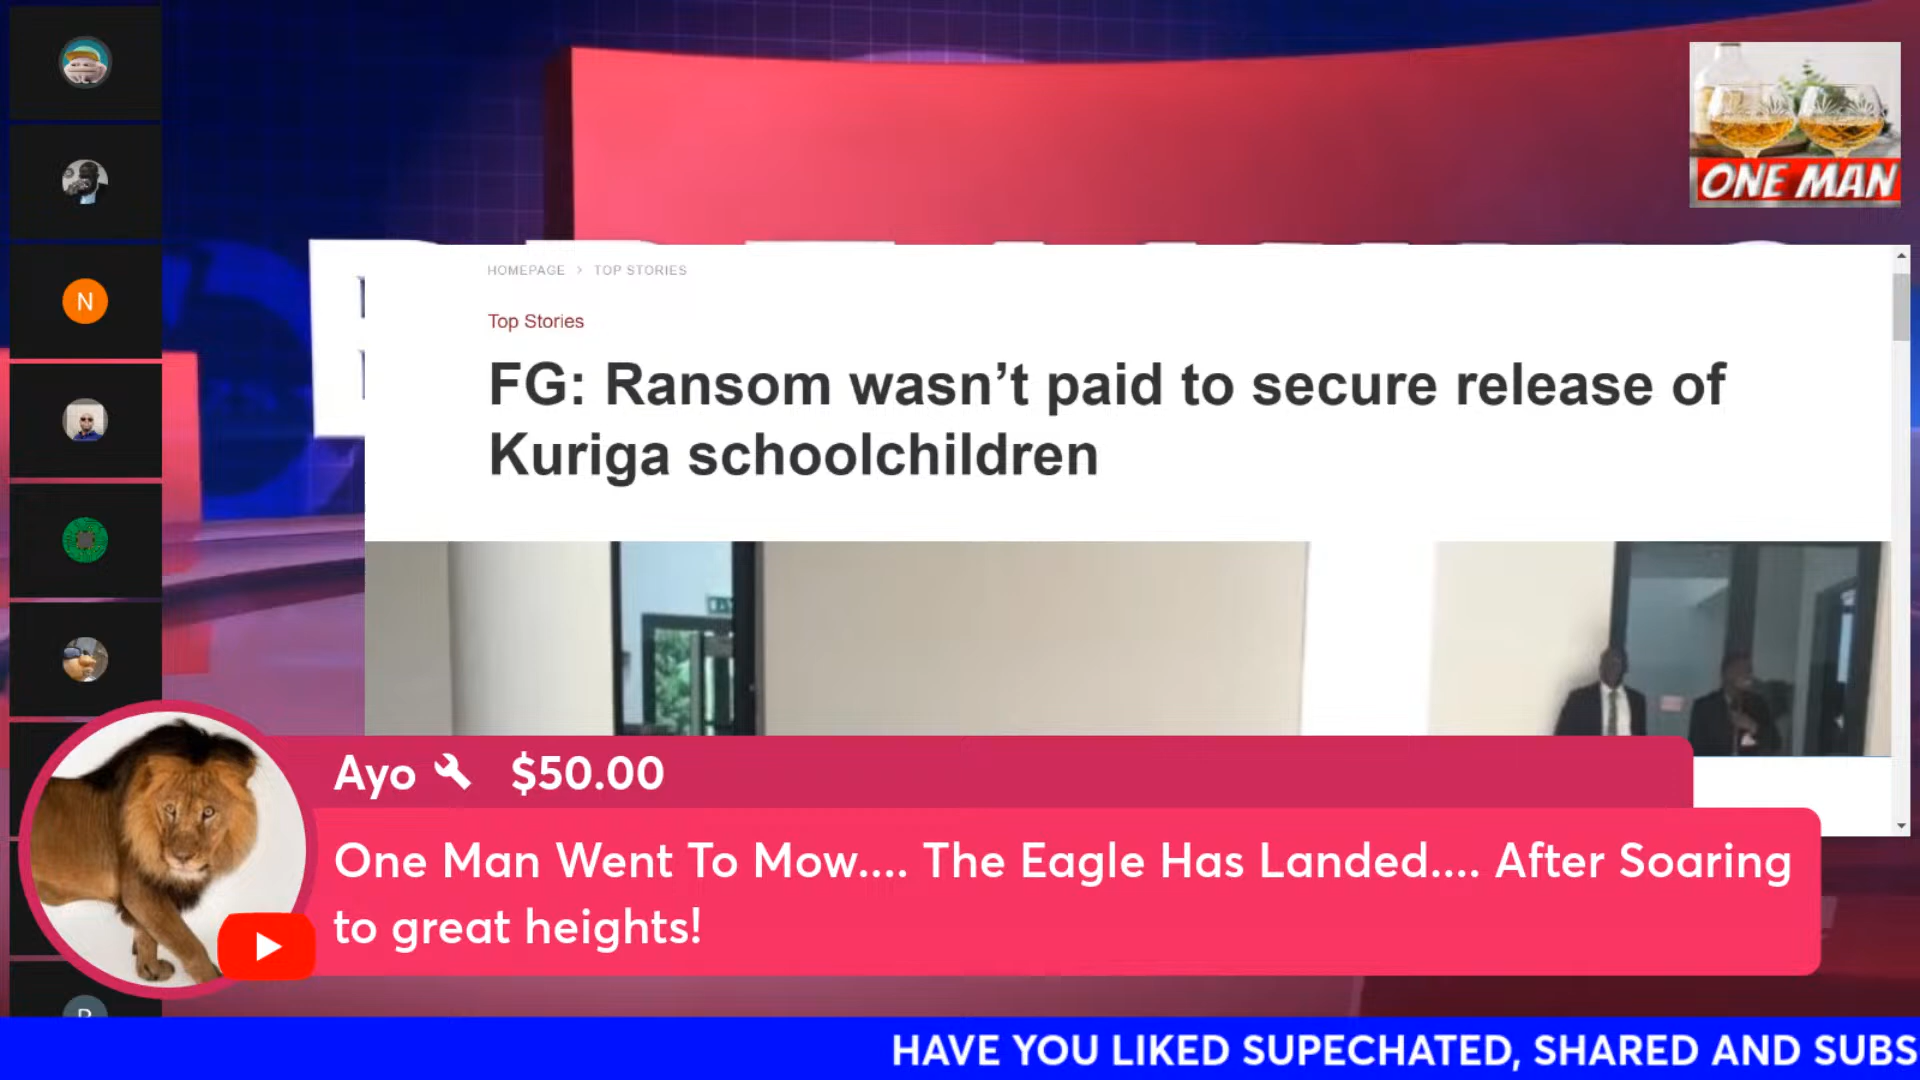 N
ONE MAN
HOMEPAGE > TOP STORIES
Top Stories
FG: Ransom wasn’t paid to secure release of
Kuriga schoolchildren
Ayo $50.00
One Man Went To Mow.... The Eagle Has Landed.... After Soaring
to great heights!
HAVE YOU LIKED SUPECHATED, SHARED AND SUBS